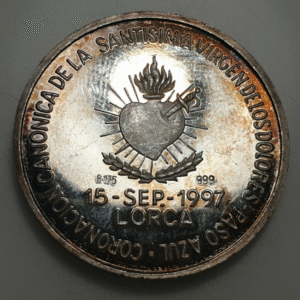 CORONACION CANONICA DE LA SANTISIMA VIRGEN DE LOS DOLORES - PASO AZUL -
999
15-SEP.-1997
LORCA